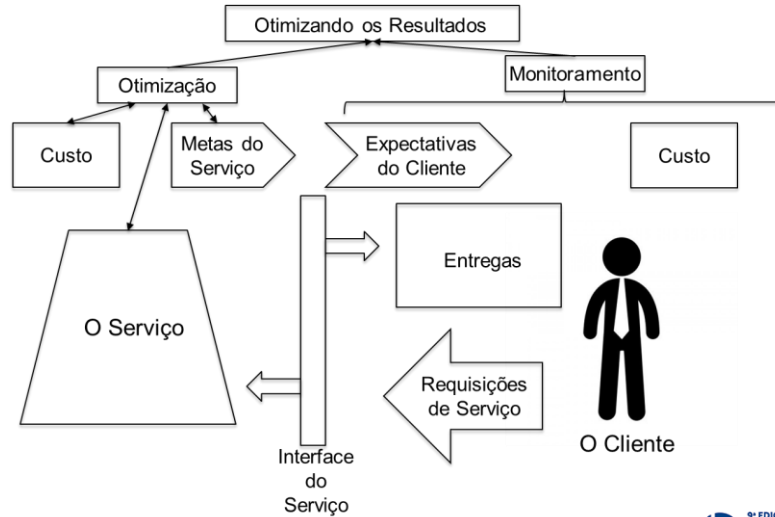 Otimizando os Resultados
Otimização
Monitoramento
Custo
Metas do
Serviço
Expectativas
do Cliente
Custo
Entregas
O Serviço
Requisições
de Serviço
O Cliente
Interface
do
Serviço